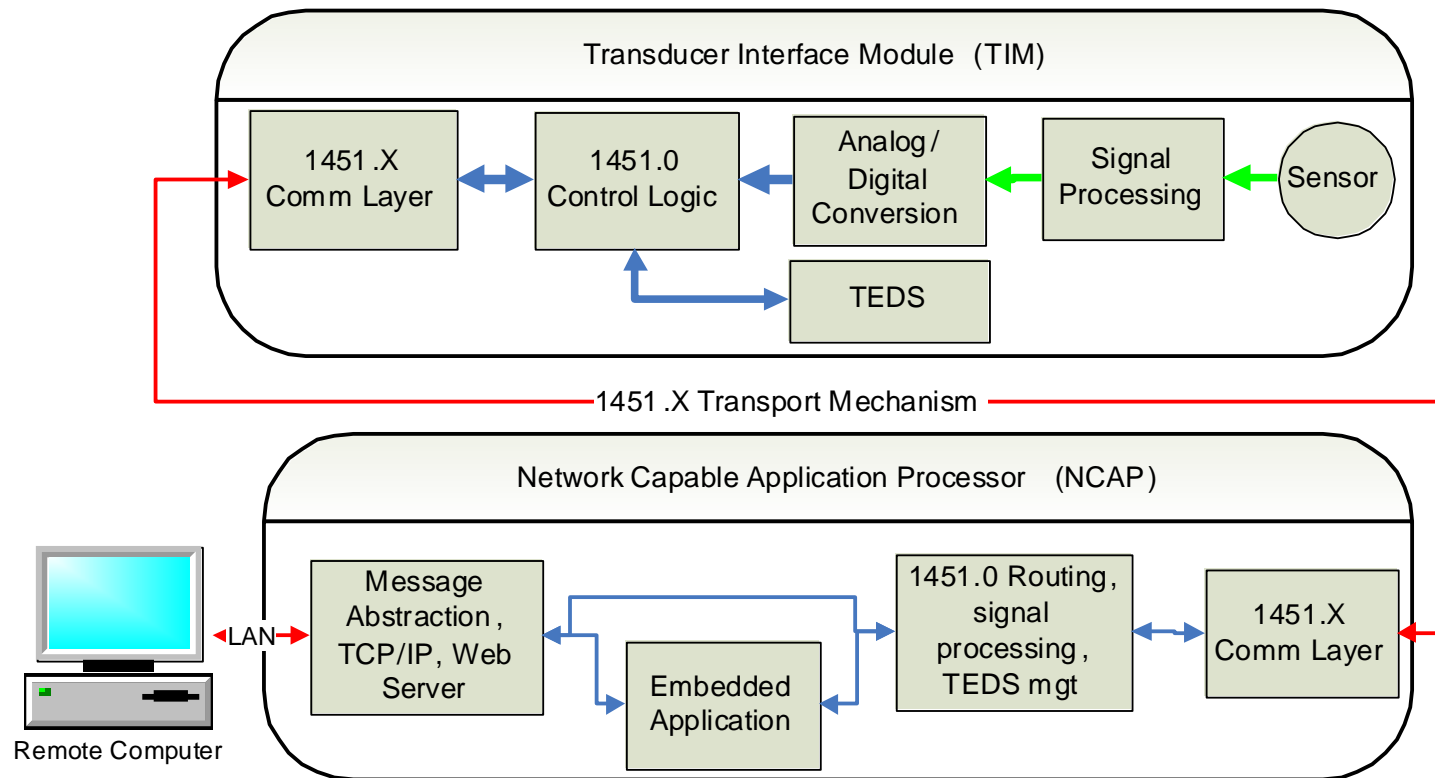 Transducer Interface Module (TIM)
1451.X
Comm Layer
1451.0
Control Logic
Analog/
Digital
Conversion
Signal
Processing
Sensor
TEDS
1451.X Transport Mechanism
Network Capable Application Processor (NCAP)
LAN
Message
Abstraction,
TCP/IP, Web
Server
Embedded
Application
1451.0 Routing,
signal
processing,
TEDS mgt
1451.X
Comm Layer
Remote Computer